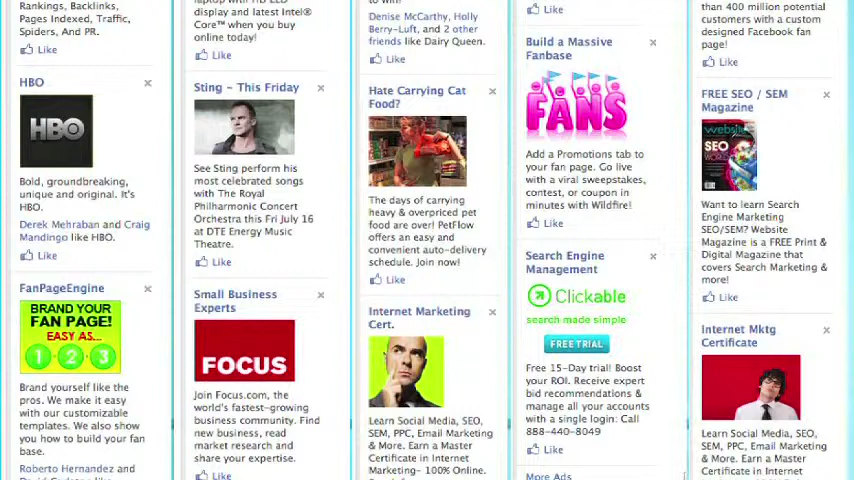 Rankings, Backlinks,
Pages Indexed, Traffic,
Spiders, And PR.
Like
HBO
HBO
Bold, groundbreaking,
unique and original. It's
HBO.
Derek Mehraban and Craig
Mandingo like HBO.
Like
FanPageEngine
BRAND YOUR
FAN PAGE!
EASY AS...
1 2 3
Brand yourself like the
pros. We make it easy
with our customizable
templates. We also show
you how to build your fan
base.
Roberto Hernandez and
display and latest Intel®
Core™ when you buy
online today!
Like
Sting - This Friday
See Sting perform his
most celebrated songs
with The Royal
Philharmonic Concert
Orchestra this Fri July 16
at DTE Energy Music
Theatre.
Like
Small Business
Experts
FOCUS
Join Focus.com, the
world's fastest-growing
business community. Find
new business, read
market research and
share your expertise.
Like
Denise McCarthy, Holly
Berry-Luft, and 2 other
friends like Dairy Queen.
Like
Hate Carrying Cat
Food?
The days of carrying
heavy & overpriced pet
food are over! PetFlow
offers an easy and
convenient auto-delivery
schedule. Join now!
Like
Internet Marketing
Cert.
Learn Social Media, SEO,
SEM, PPC, Email Marketing
& More. Earn a Master
Certificate in Internet
Marketing- 100% Online.
Like
Build a Massive
Fanbase
FANS
Add a Promotions tab to
your fan page. Go live
with a viral sweepstakes,
contest, or coupon in
minutes with Wildfire!
Like
Search Engine
Management
Clickable
search made simple
FREE TRIAL
Free 15-Day trial! Boost
your ROI. Receive expert
bid recommendations &
manage all your accounts
with a single login: Call
888-440-8049
Like
More Ads
than 400 million potential
customers with a custom
designed Facebook fan
page!
Like
FREE SEO / SEM
Magazine
website
SEO
WORLD
Want to learn Search
Engine Marketing
SEO/SEM? Website
Magazine is a FREE Print &
Digital Magazine that
covers Search Marketing &
more!
Like
Internet Mktg
Certificate
Learn Social Media, SEO,
SEM, PPC, Email Marketing
& More. Earn a Master
Certificate in Internet